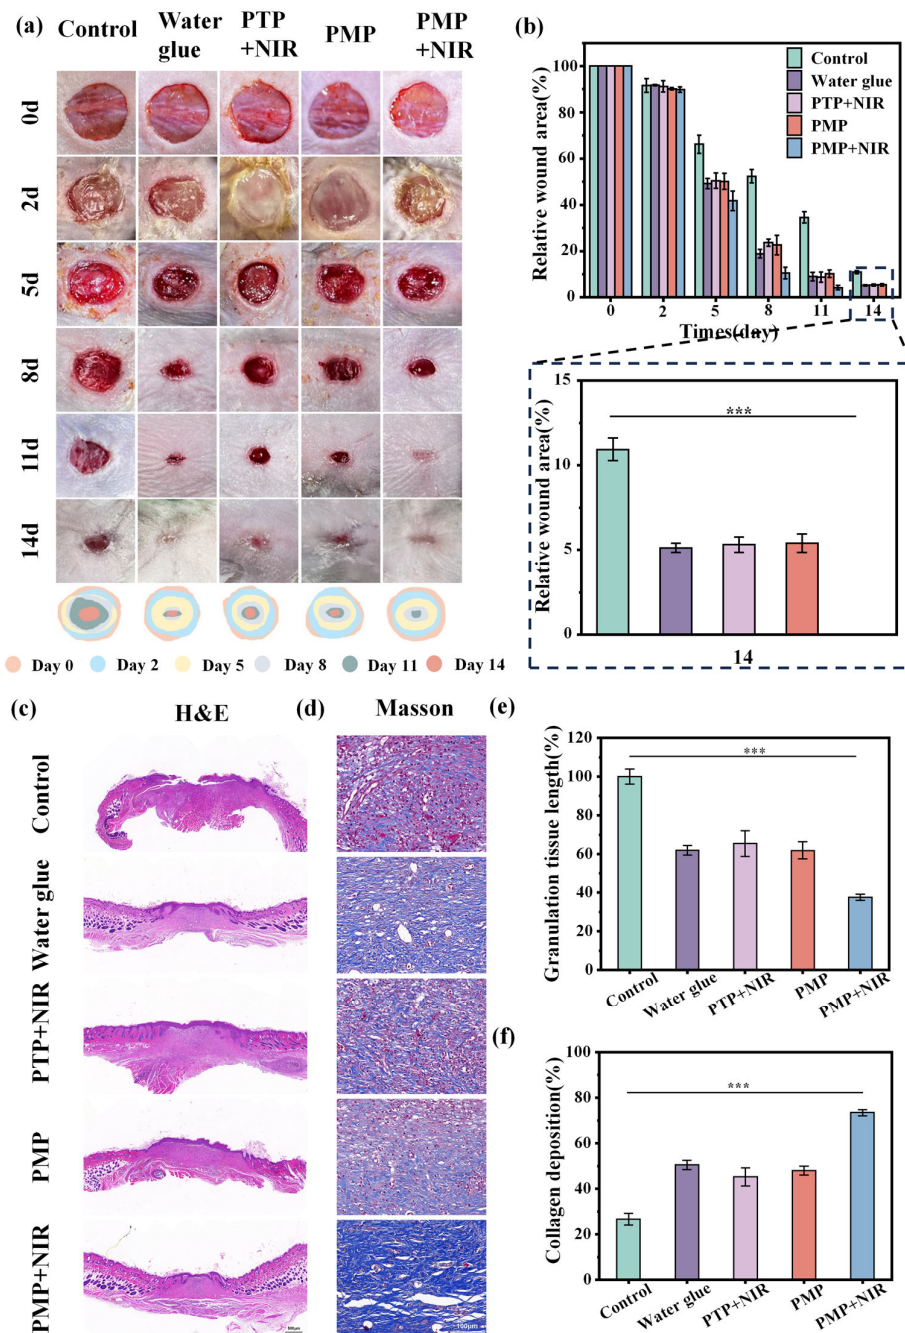 (a)
Control
Water glue
PTP +NIR
PMP
PMP +NIR
0d
2d
5d
8d
11d
14d
Day 0
Day 2
Day 5
Day 8
Day 11
Day 14
(b)
Relative wound area(%)
100
80
60
40
20
0
Control
Water glue
PTP+NIR
PMP
PMP+NIR
0
2
5
8
11
14
Times(day)
Relative wound area(%)
15
10
5
0
***
14
(c)
H&E
Control
Water glue
PTP+NIR
PMP
PMP+NIR
(d)
Masson
100μm
(e)
Granulation tissue length(%)
120
100
80
60
40
20
0
***
Control
Water glue
PTP+NIR
PMP
PMP+NIR
(f)
Collagen deposition(%)
100
80
60
40
20
0
***
Control
Water glue
PTP+NIR
PMP
PMP+NIR